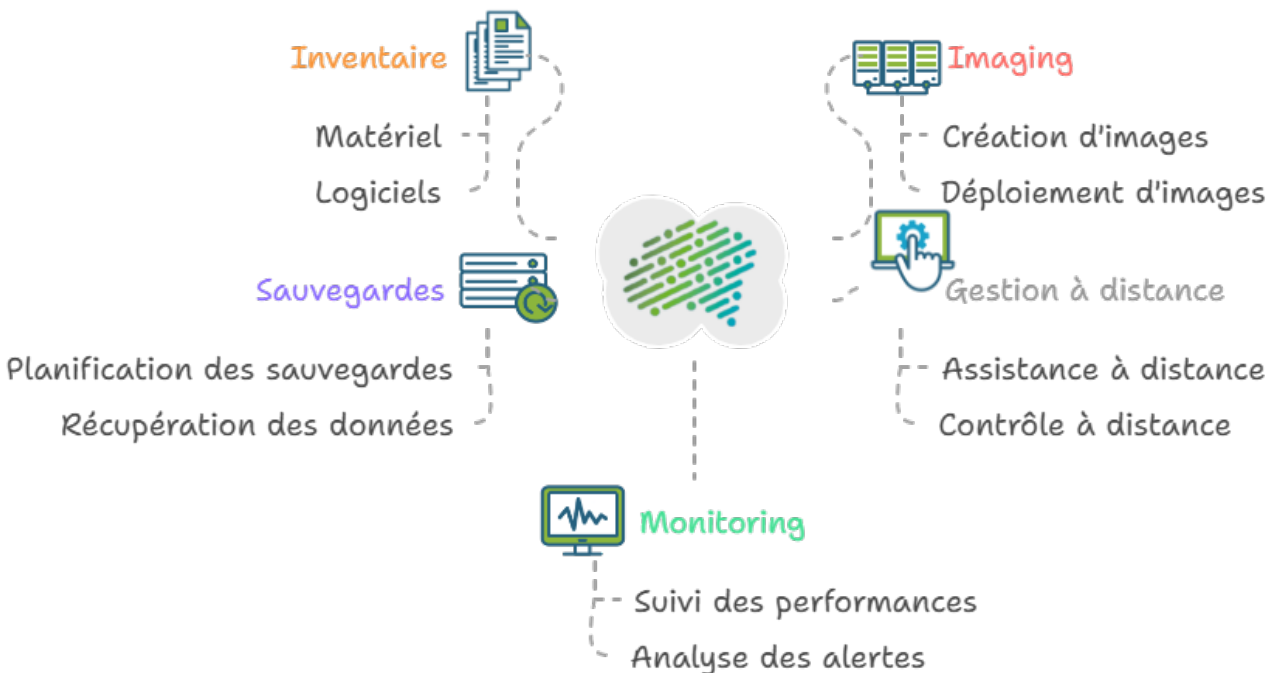 Inventaire
Matériel
Logiciels
Sauvegardes
Planification des sauvegardes
Récupération des données
Imaging
Création d'images
Déploiement d'images
Gestion à distance
Assistance à distance
Contrôle à distance
Monitoring
Suivi des performances
Analyse des alertes